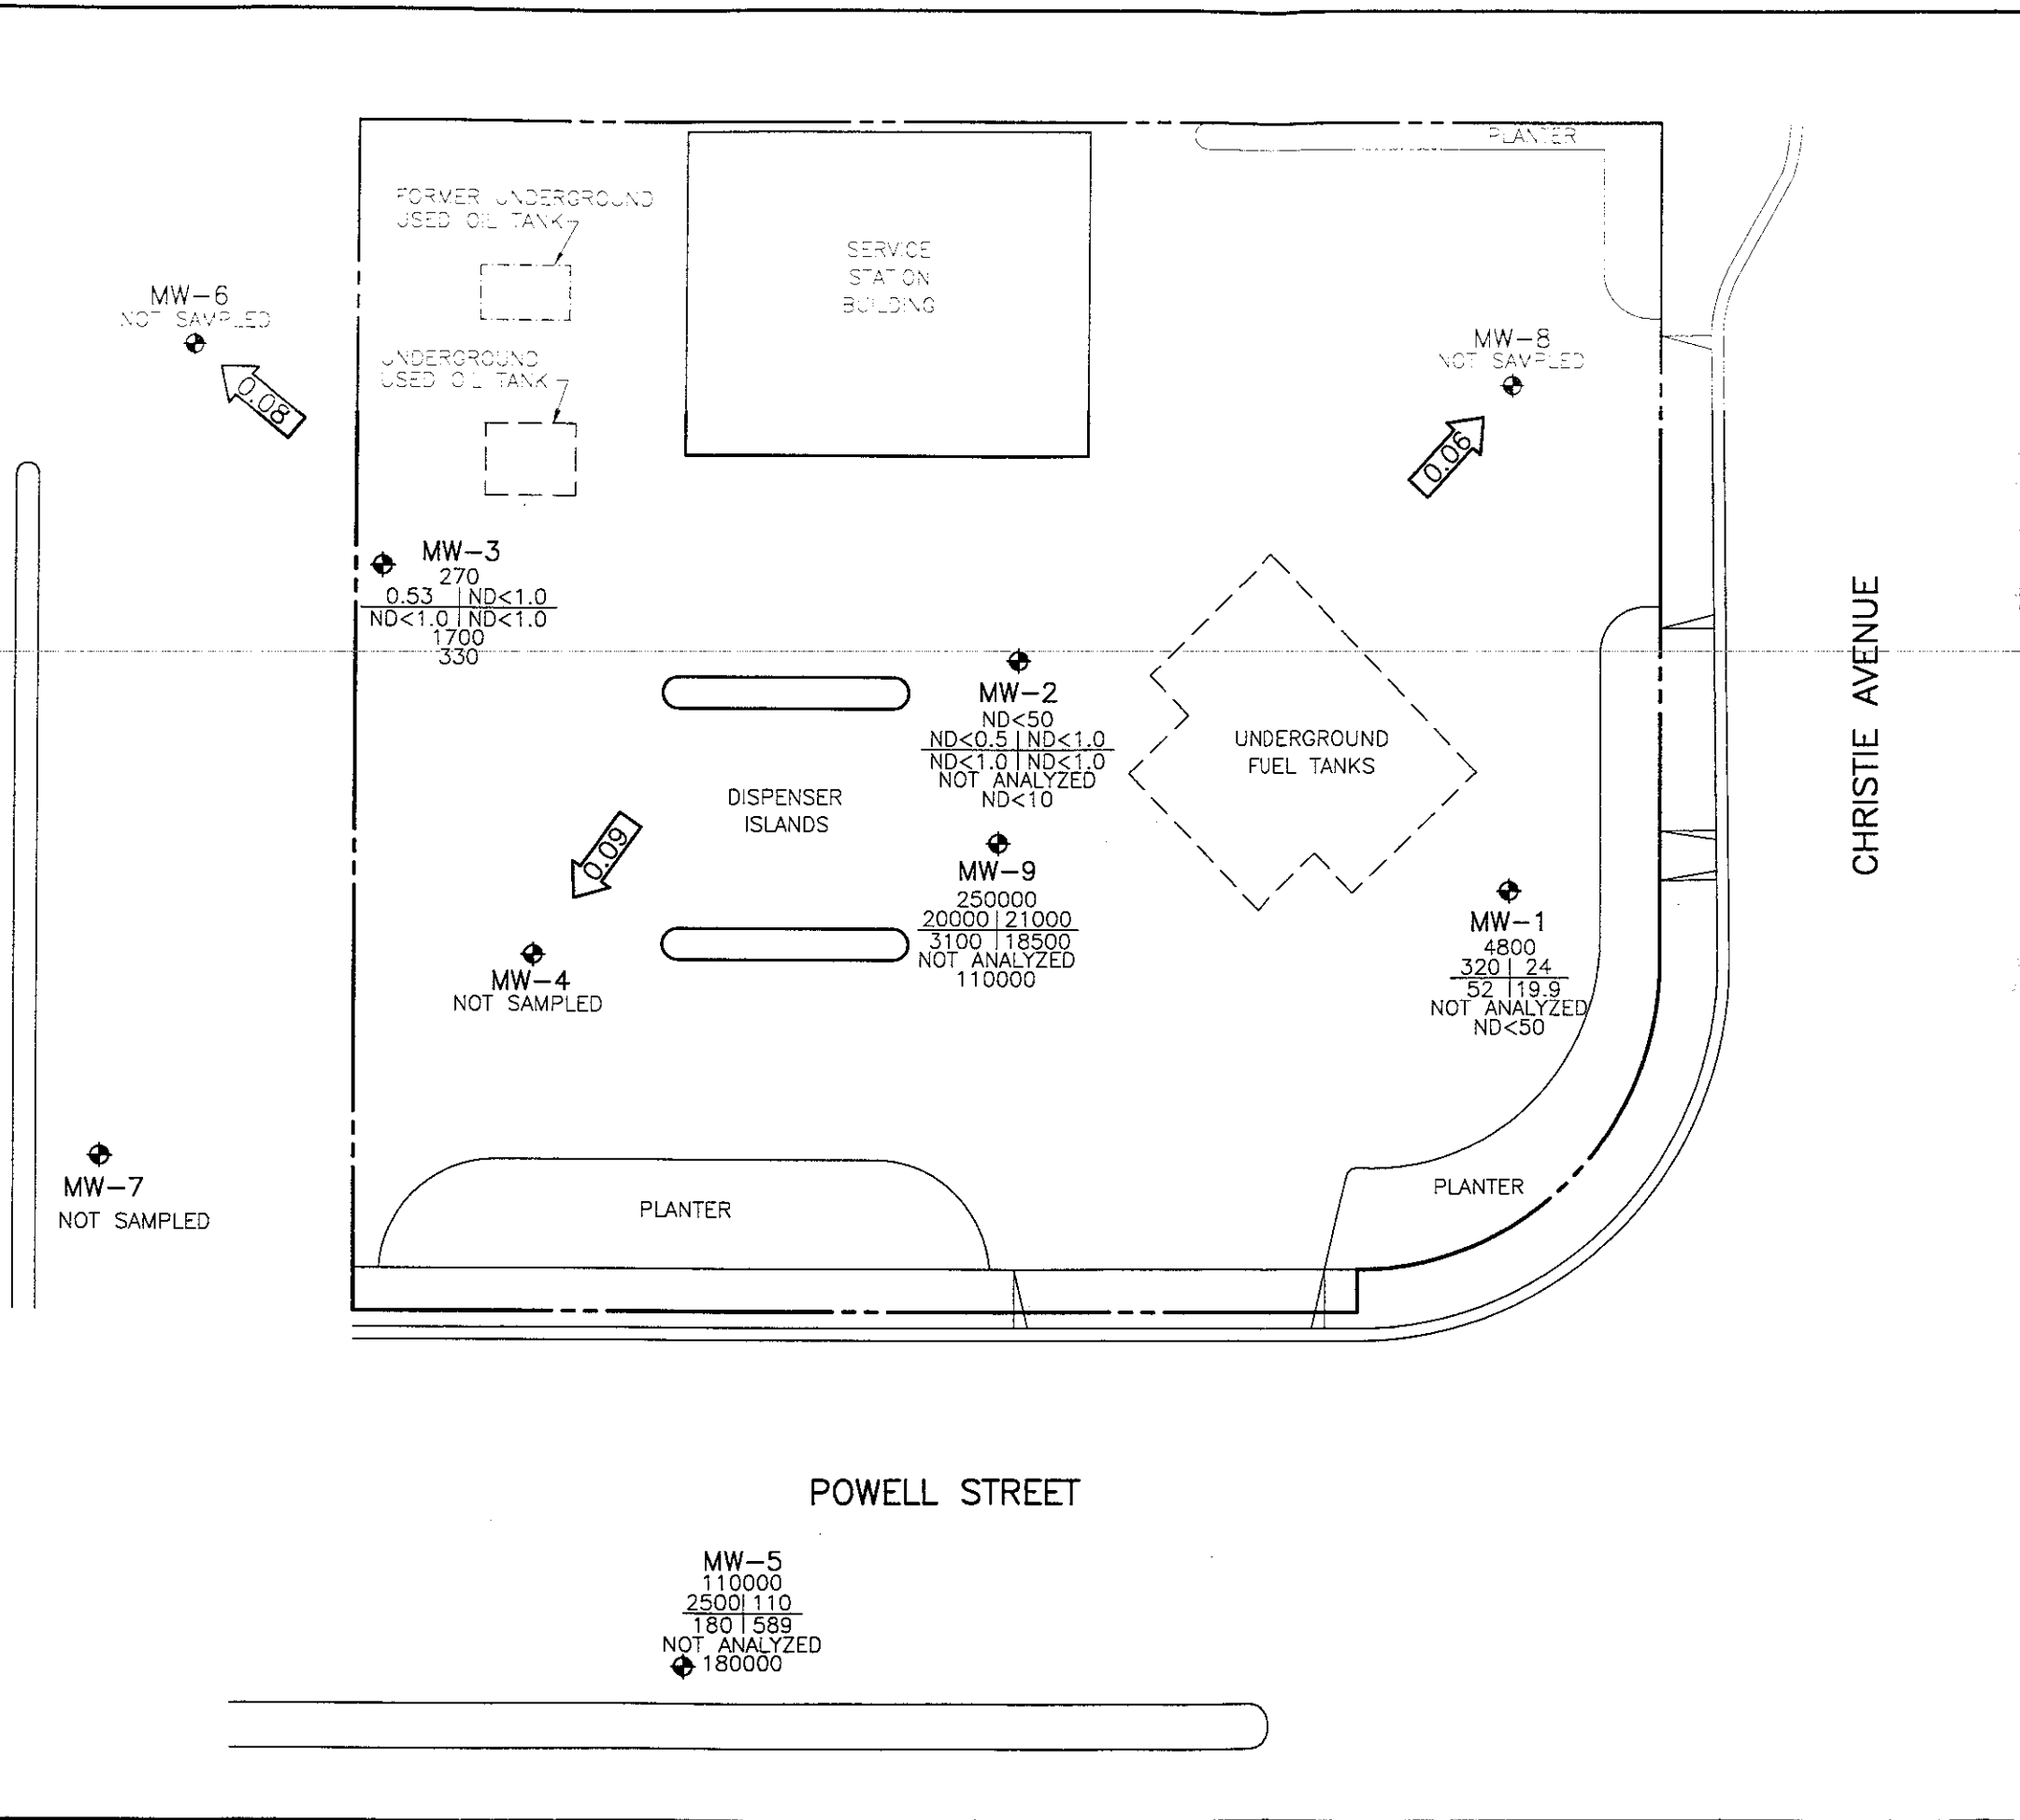 PLANTER
FORMER UNDERGROUND
USED OIL TANK
SERVICE
STATION
BUILDING
MW-6
NOT SAMPLED
0.08
UNDERGROUND
USED OIL TANK
MW-8
NOT SAMPLED
0.06
MW-3
270
0.53 | ND<1.0
ND<1.0 | ND<1.0
1700
330
MW-2
ND<50
ND<0.5 | ND<1.0
ND<1.0 | ND<1.0
NOT ANALYZED
ND<10
UNDERGROUND
FUEL TANKS
CHRISTIE AVENUE
DISPENSER
ISLANDS
0.09
MW-9
250000
20000 | 21000
3100 | 18500
NOT ANALYZED
110000
MW-1
4800
320 | 24
52 | 19.9
NOT ANALYZED
ND<50
MW-4
NOT SAMPLED
MW-7
NOT SAMPLED
PLANTER
PLANTER
POWELL STREET
MW-5
110000
2500 | 110
180 | 589
NOT ANALYZED
180000